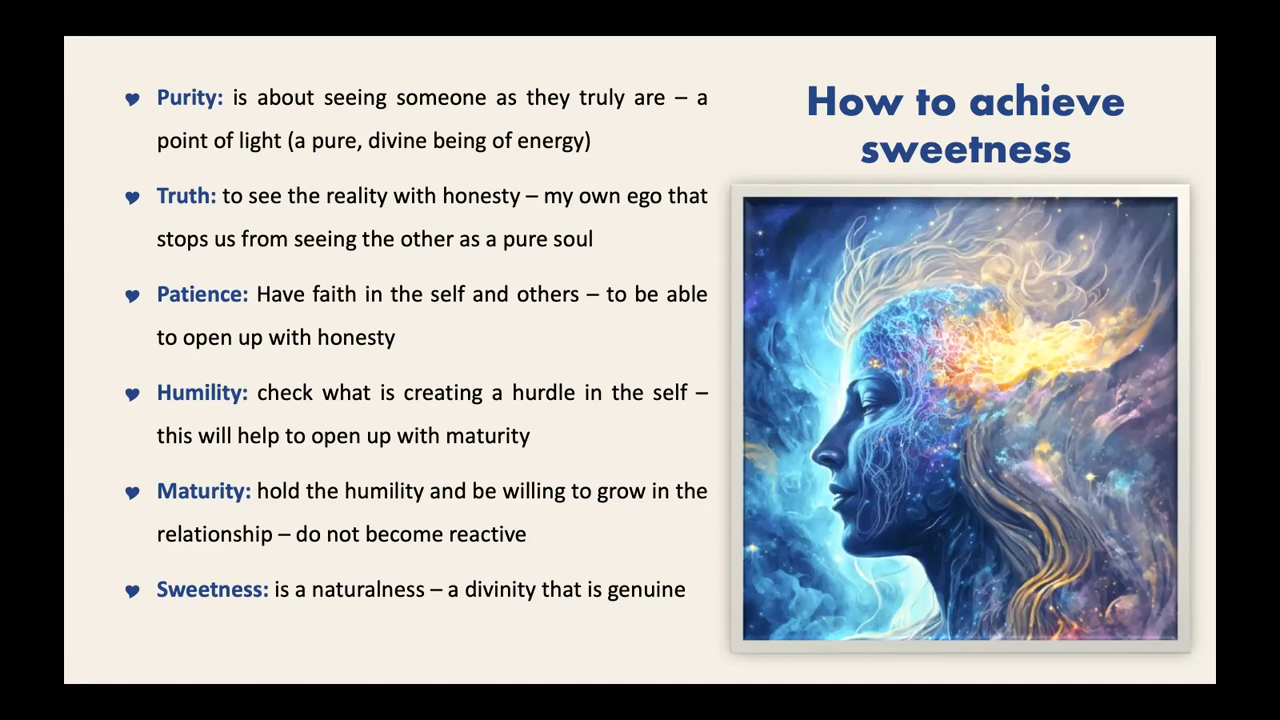 How to achieve
sweetness
Purity: is about seeing someone as they truly are – a
point of light (a pure, divine being of energy)
Truth: to see the reality with honesty – my own ego that
stops us from seeing the other as a pure soul
Patience: Have faith in the self and others – to be able
to open up with honesty
Humility: check what is creating a hurdle in the self –
this will help to open up with maturity
Maturity: hold the humility and be willing to grow in the
relationship – do not become reactive
Sweetness: is a naturalness – a divinity that is genuine